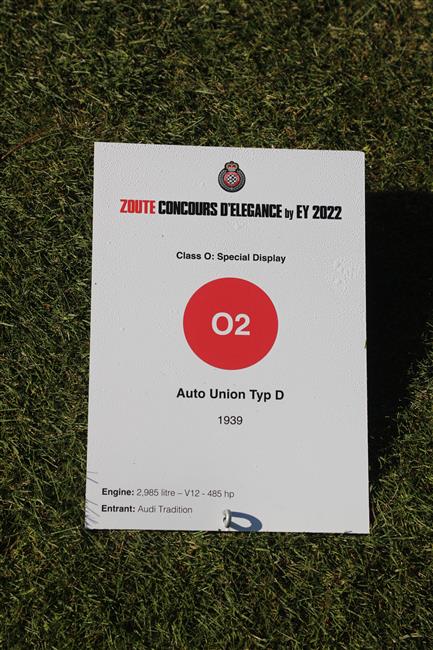 ZOUTE CONCOURS D'ELEGANCE by EY 2022
Class O: Special Display
O2
Auto Union Typ D
1939
Engine: 2,985 litre – V12 - 485 hp
Entrant: Audi Tradition